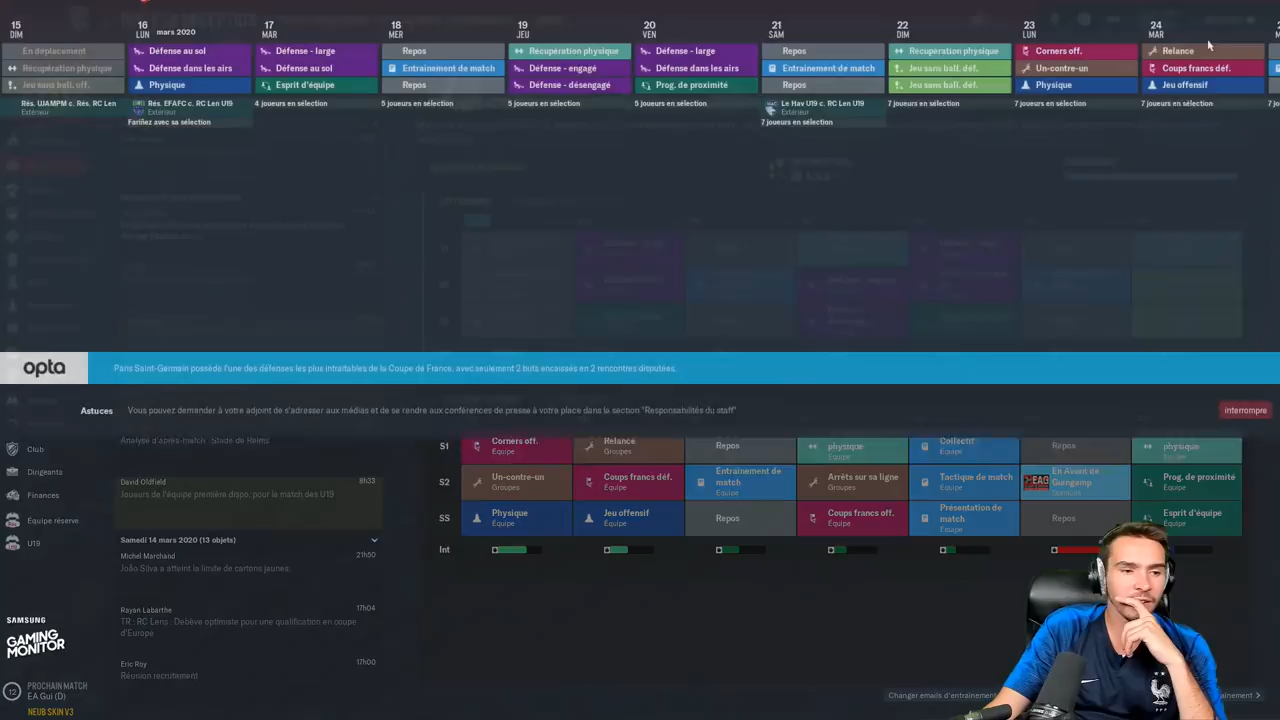 15 16 17 18 19 20 21 22 23 24
DIM LUN mars 2020 MAR MER JEU VEN SAM DIM LUN MAR
En déplacement Défense au sol Défense - large Repos Récupération physique Défense - large Repos Récupération physique Corners off. Relance
Récupération physique Défense dans les airs Défense au sol Entrainement de match Défense - engagé Défense dans les airs Entrainement de match Jeu sans ball. déf. Un-contre-un Coups francs déf.
Jeu sans ball. off. Physique Esprit d'équipe Repos Défense - désengagé Prog. de proximité Repos Jeu sans ball. déf. Physique Jeu offensif
Rés. UJAMPM c. Rés. RC Len Rés. EFAFC c. RC Len U19 4 joueurs en sélection 5 joueurs en sélection 5 joueurs en sélection 5 joueurs en sélection Le Hav U19 c. RC Len U19 7 joueurs en sélection 7 joueurs en sélection 7 joueurs en sélection 7 jo
Extérieur Extérieur Extérieur
Fariñez avec sa sélection 7 joueurs en sélection
opta Paris Saint-Germain possède l'une des défenses les plus intraitables de la Coupe de France, avec seulement 2 buts encaissés en 2 rencontres disputées.
Astuces Vous pouvez demander à votre adjoint de s'adresser aux médias et de se rendre aux conférences de presse à votre place dans la section "Responsabilités du staff" interrompre
Club
Dirgeants
Finances
Équipe réserve
U19
Analyse d'après-match : Stade de Reims
David Oldfield 8h33
Joueurs de l'équipe première dispo. pour le match des U19
Samedi 14 mars 2020 (13 objets)
Michel Marchand 21h50
João Silva a atteint la limite de cartons jaunes.
Rayan Labarthe 17h04
TR : RC Lens : Debève optimiste pour une qualification en coupe
d'Europe
Eric Roy 17h00
Réunion recrutement
S1 Corners off. Relance Repos physique Collectif Repos physique
Équipe Groupes Équipe Équipe Équipe
S2 Un-contre-un Coups francs déf. Entrainement de match Arrêts sur sa ligne Tactique de match En Avant de Guingamp Prog. de proximité
Groupes Équipe Équipe Groupes Équipe Domicile Équipe
SS Physique Jeu offensif Repos Coups francs off. Présentation de match Repos Esprit d'équipe
Équipe Équipe Équipe Équipe Équipe
Int
SAMSUNG
GAMING
MONITOR
12 PROCHAIN MATCH
EA Gui (D)
NEUB SKIN V3
Changer emails d'entrainement